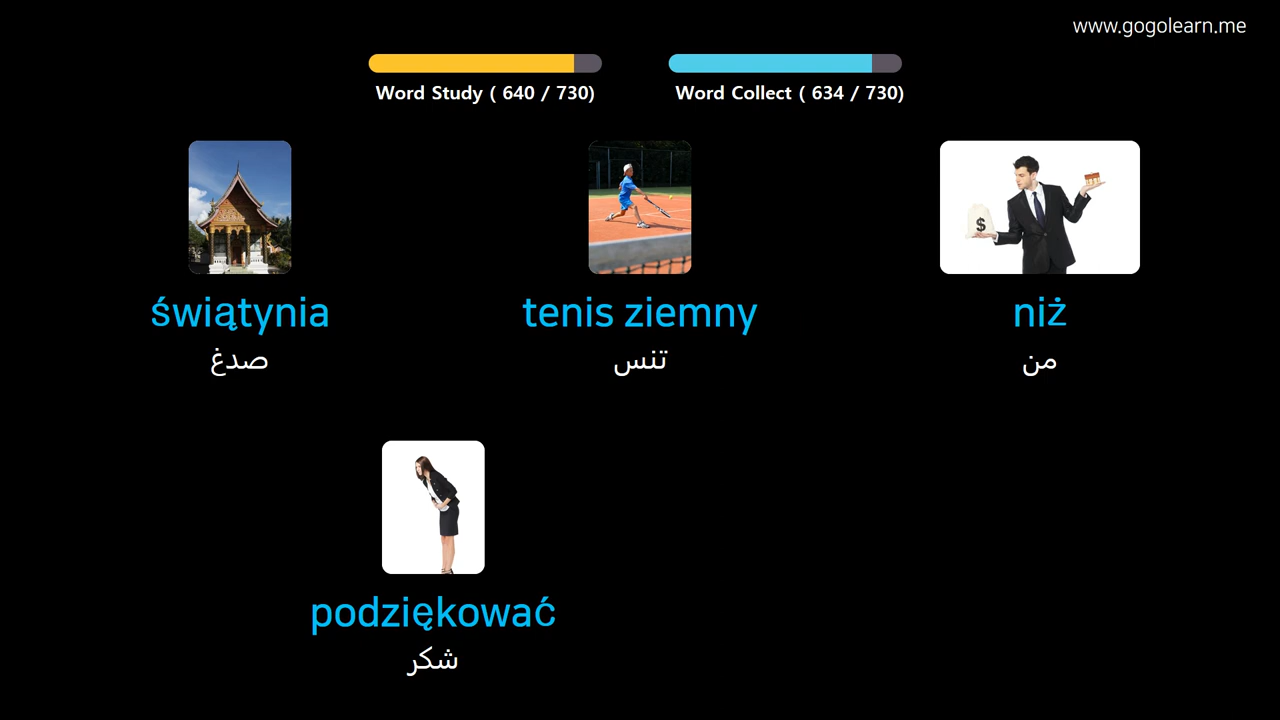 www.gogolearn.me
Word Study ( 640 / 730)
Word Collect ( 634 / 730)
świątynia
tenis ziemny
niż
صدغ
تنس
من
podziękować
شكر